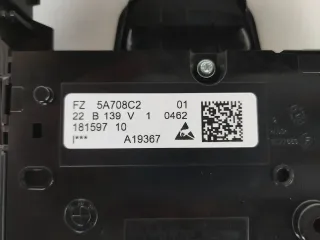 FZ 5A708C2 01
22 B 139 V 1 0462
181597 10
I*** A19367